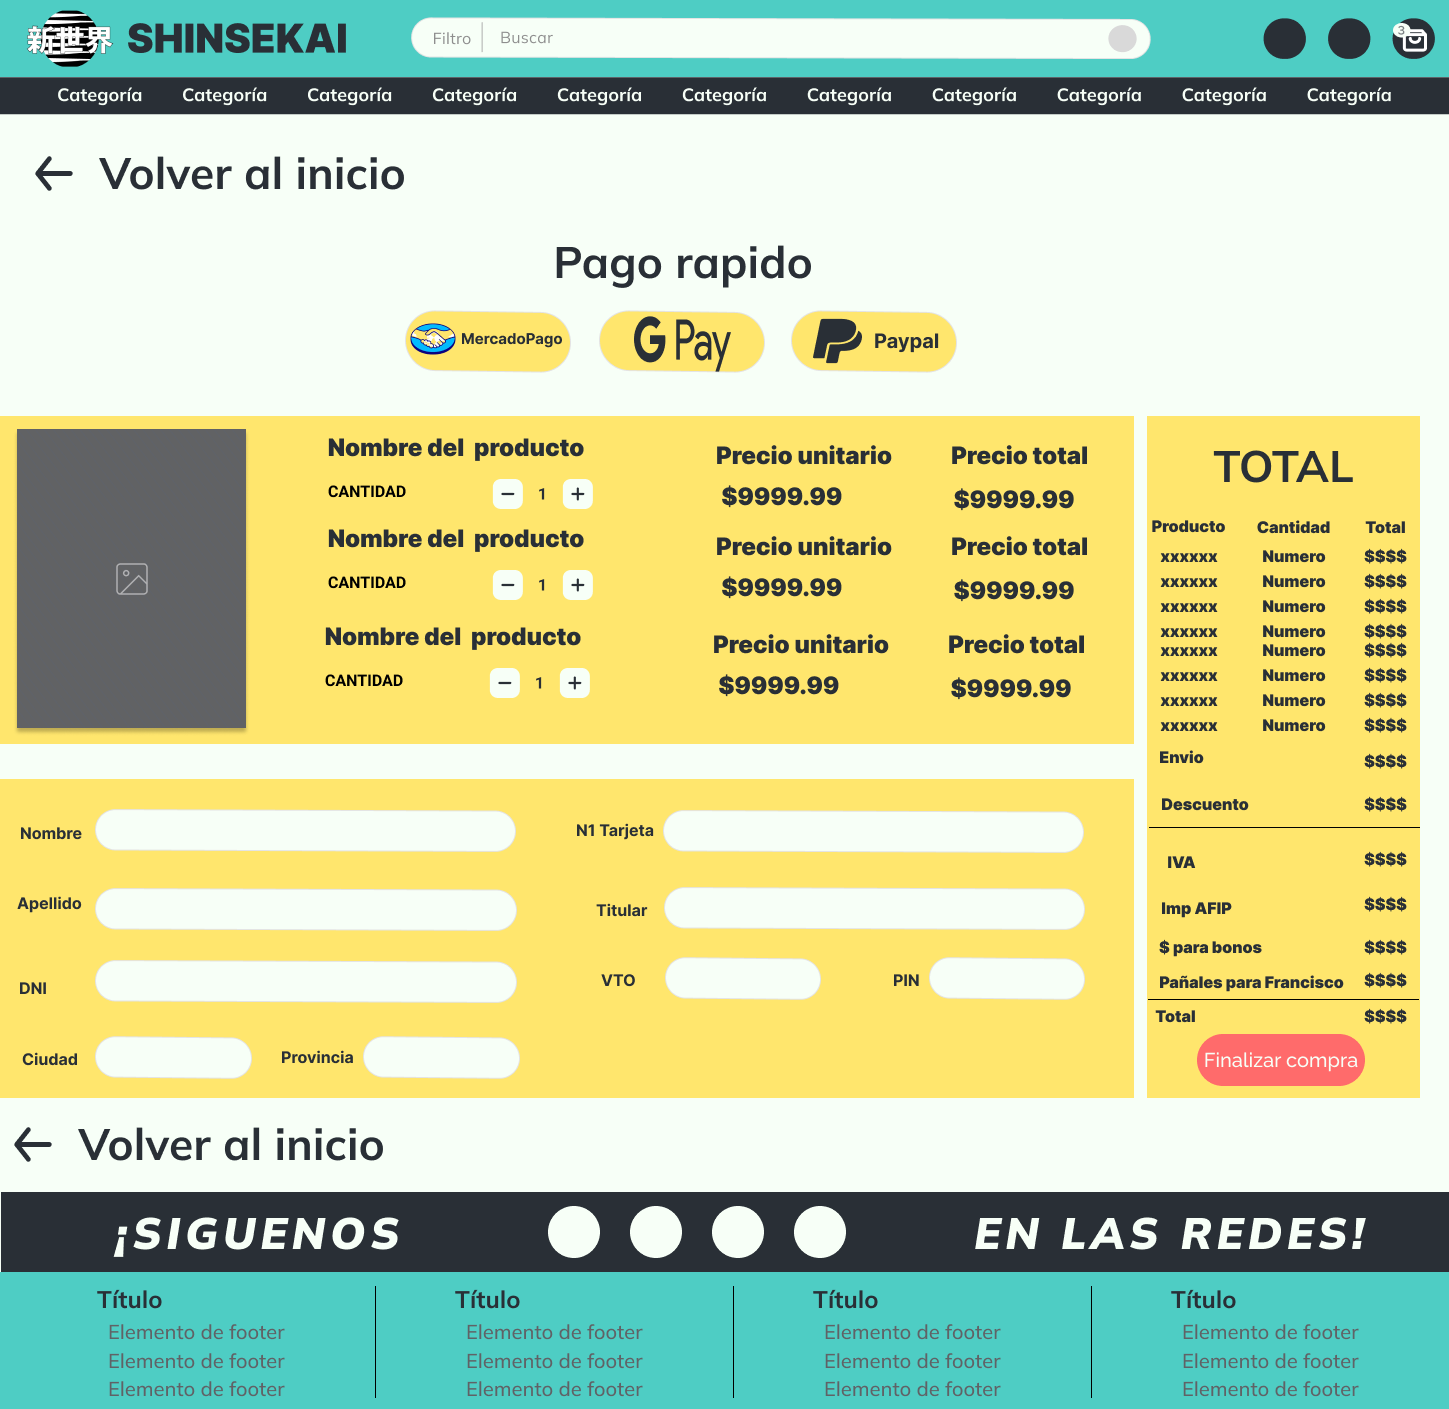 新世界 SHINSEKAI
Filtro Buscar
3
Categoría Categoría Categoría Categoría Categoría Categoría Categoría Categoría Categoría Categoría Categoría
Volver al inicio
Pago rapido
MercadoPago
G Pay
Paypal
Nombre del producto Precio unitario Precio total
CANTIDAD − 1 + $9999.99 $9999.99
Nombre del producto Precio unitario Precio total
CANTIDAD − 1 + $9999.99 $9999.99
Nombre del producto Precio unitario Precio total
CANTIDAD − 1 + $9999.99 $9999.99
TOTAL
Producto Cantidad Total
xxxxxx Numero $$$$
xxxxxx Numero $$$$
xxxxxx Numero $$$$
xxxxxx Numero $$$$
xxxxxx Numero $$$$
xxxxxx Numero $$$$
xxxxxx Numero $$$$
xxxxxx Numero $$$$
Envio $$$$
Descuento $$$$
IVA $$$$
Imp AFIP $$$$
$ para bonos $$$$
Pañales para Francisco $$$$
Total $$$$
Finalizar compra
Nombre N1 Tarjeta
Apellido Titular
DNI VTO PIN
Ciudad Provincia
Volver al inicio
¡SIGUENOS EN LAS REDES!
Título Título Título Título
Elemento de footer Elemento de footer Elemento de footer Elemento de footer
Elemento de footer Elemento de footer Elemento de footer Elemento de footer
Elemento de footer Elemento de footer Elemento de footer Elemento de footer